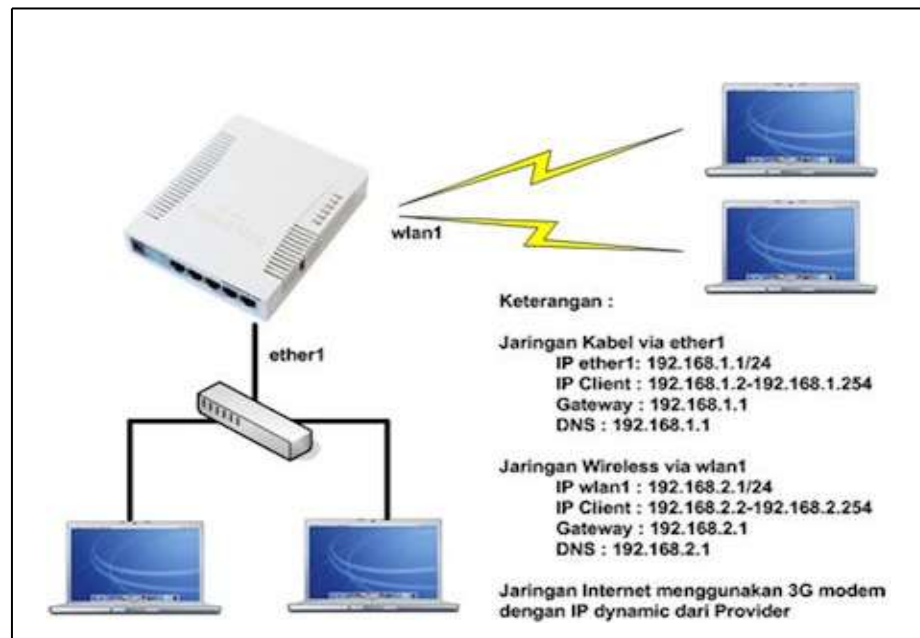 wlan1
ether1
Keterangan :
Jaringan Kabel via ether1
IP ether1: 192.168.1.1/24
IP Client : 192.168.1.2-192.168.1.254
Gateway : 192.168.1.1
DNS : 192.168.1.1
Jaringan Wireless via wlan1
IP wlan1 : 192.168.2.1/24
IP Client : 192.168.2.2-192.168.2.254
Gateway : 192.168.2.1
DNS : 192.168.2.1
Jaringan Internet menggunakan 3G modem
dengan IP dynamic dari Provider